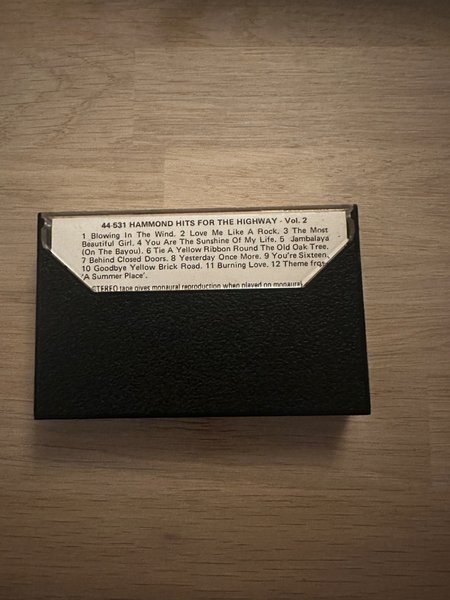 44-531 HAMMOND HITS FOR THE HIGHWAY - Vol. 2
1 Blowing In The Wind. 2 Love Me Like A Rock. 3 The Most
Beautiful Girl. 4 You Are The Sunshine Of My Life. 5 Jambalaya
(On The Bayou). 6 Tie A Yellow Ribbon Round The Old Oak Tree.
7 Behind Closed Doors. 8 Yesterday Once More. 9 You're Sixteen.
10 Goodbye Yellow Brick Road. 11 Burning Love. 12 Theme from
'A Summer Place'.
STEREO tape gives monaural reproduction when played on monaural